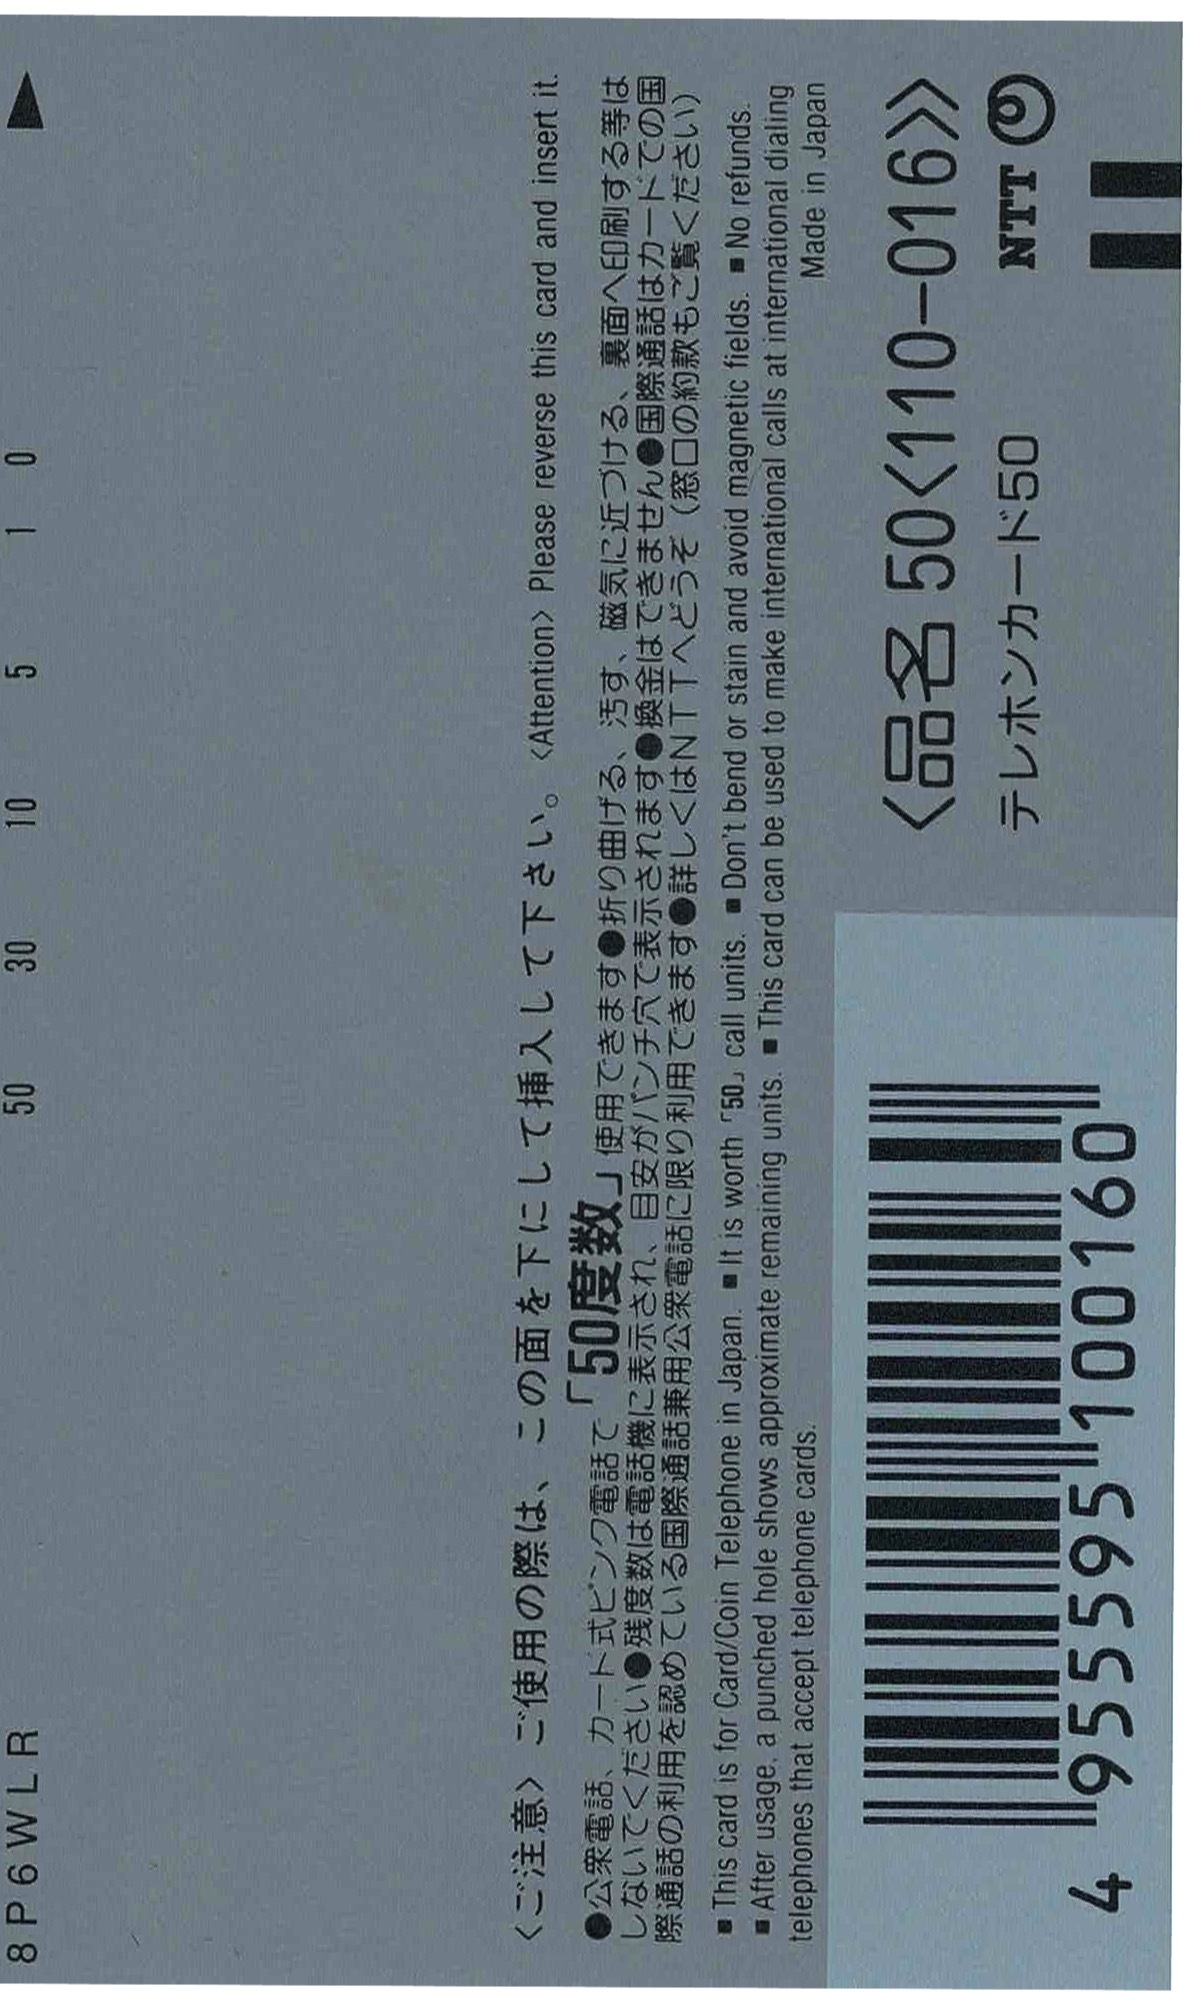 8P6WLR 50 30 10 5 1 0 ▲
〈ご注意〉ご使用の際は、この面を下にして挿入して下さい。〈Attention〉Please reverse this card and insert it.
●公衆電話、カード式ピンク電話で「50度数」使用できます●折り曲げる、汚す、磁気に近づける、裏面へ印刷する等は
しないでください●残度数は電話機に表示され、目安がパンチ穴で表示されます●換金はできません●国際通話はカードでの国
際通話の利用を認めている国際通話兼用公衆電話に限り利用できます●詳しくはNTTへどうぞ（窓口の約款もご覧ください）
■This card is for Card/Coin Telephone in Japan. ■It is worth「50」call units. ■Don't bend or stain and avoid magnetic fields. ■No refunds.
■After usage, a punched hole shows approximate remaining units. ■This card can be used to make international calls at international dialing
telephones that accept telephone cards. Made in Japan
〈品名 50〈110–016〉〉
テレホンカード50 NTT
4 955595 100160